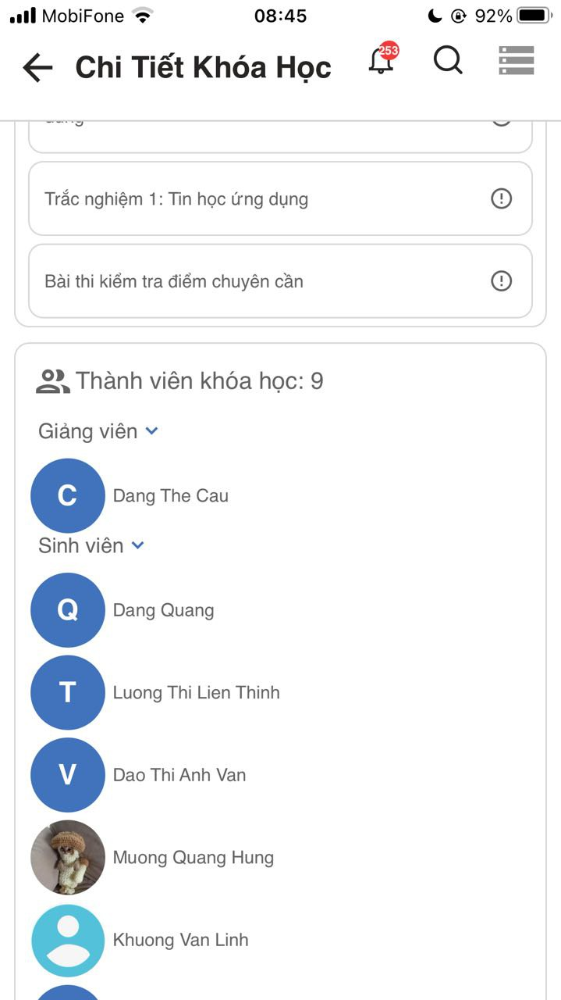 MobiFone 08:45 92%
Chi Tiết Khóa Học 253
Trắc nghiệm 1: Tin học ứng dụng
Bài thi kiểm tra điểm chuyên cần
Thành viên khóa học: 9
Giảng viên
C Dang The Cau
Sinh viên
Q Dang Quang
T Luong Thi Lien Thinh
V Dao Thi Anh Van
Muong Quang Hung
Khuong Van Linh